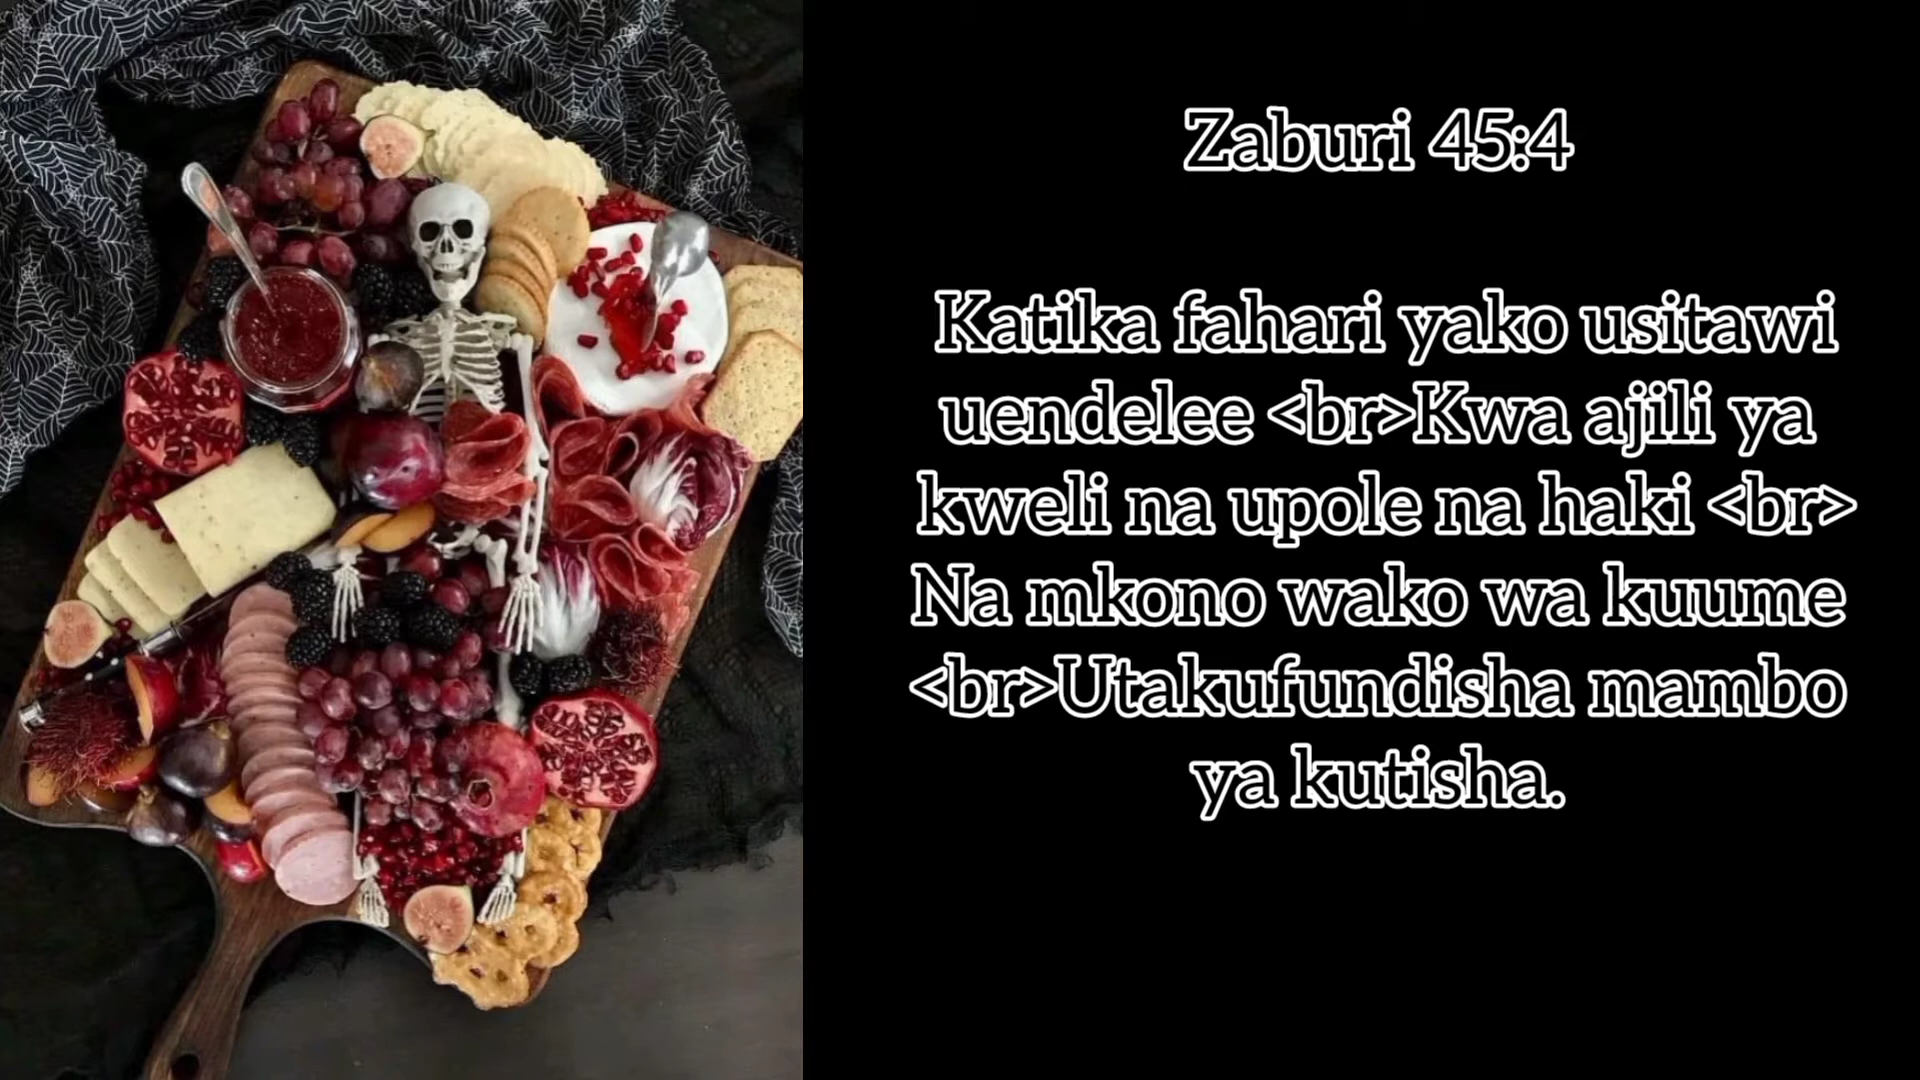 Zaburi 45:4
Katika fahari yako usitawi
uendelee <br>Kwa ajili ya
kweli na upole na haki <br>
Na mkono wako wa kuume
<br>Utakufundisha mambo
ya kutisha.